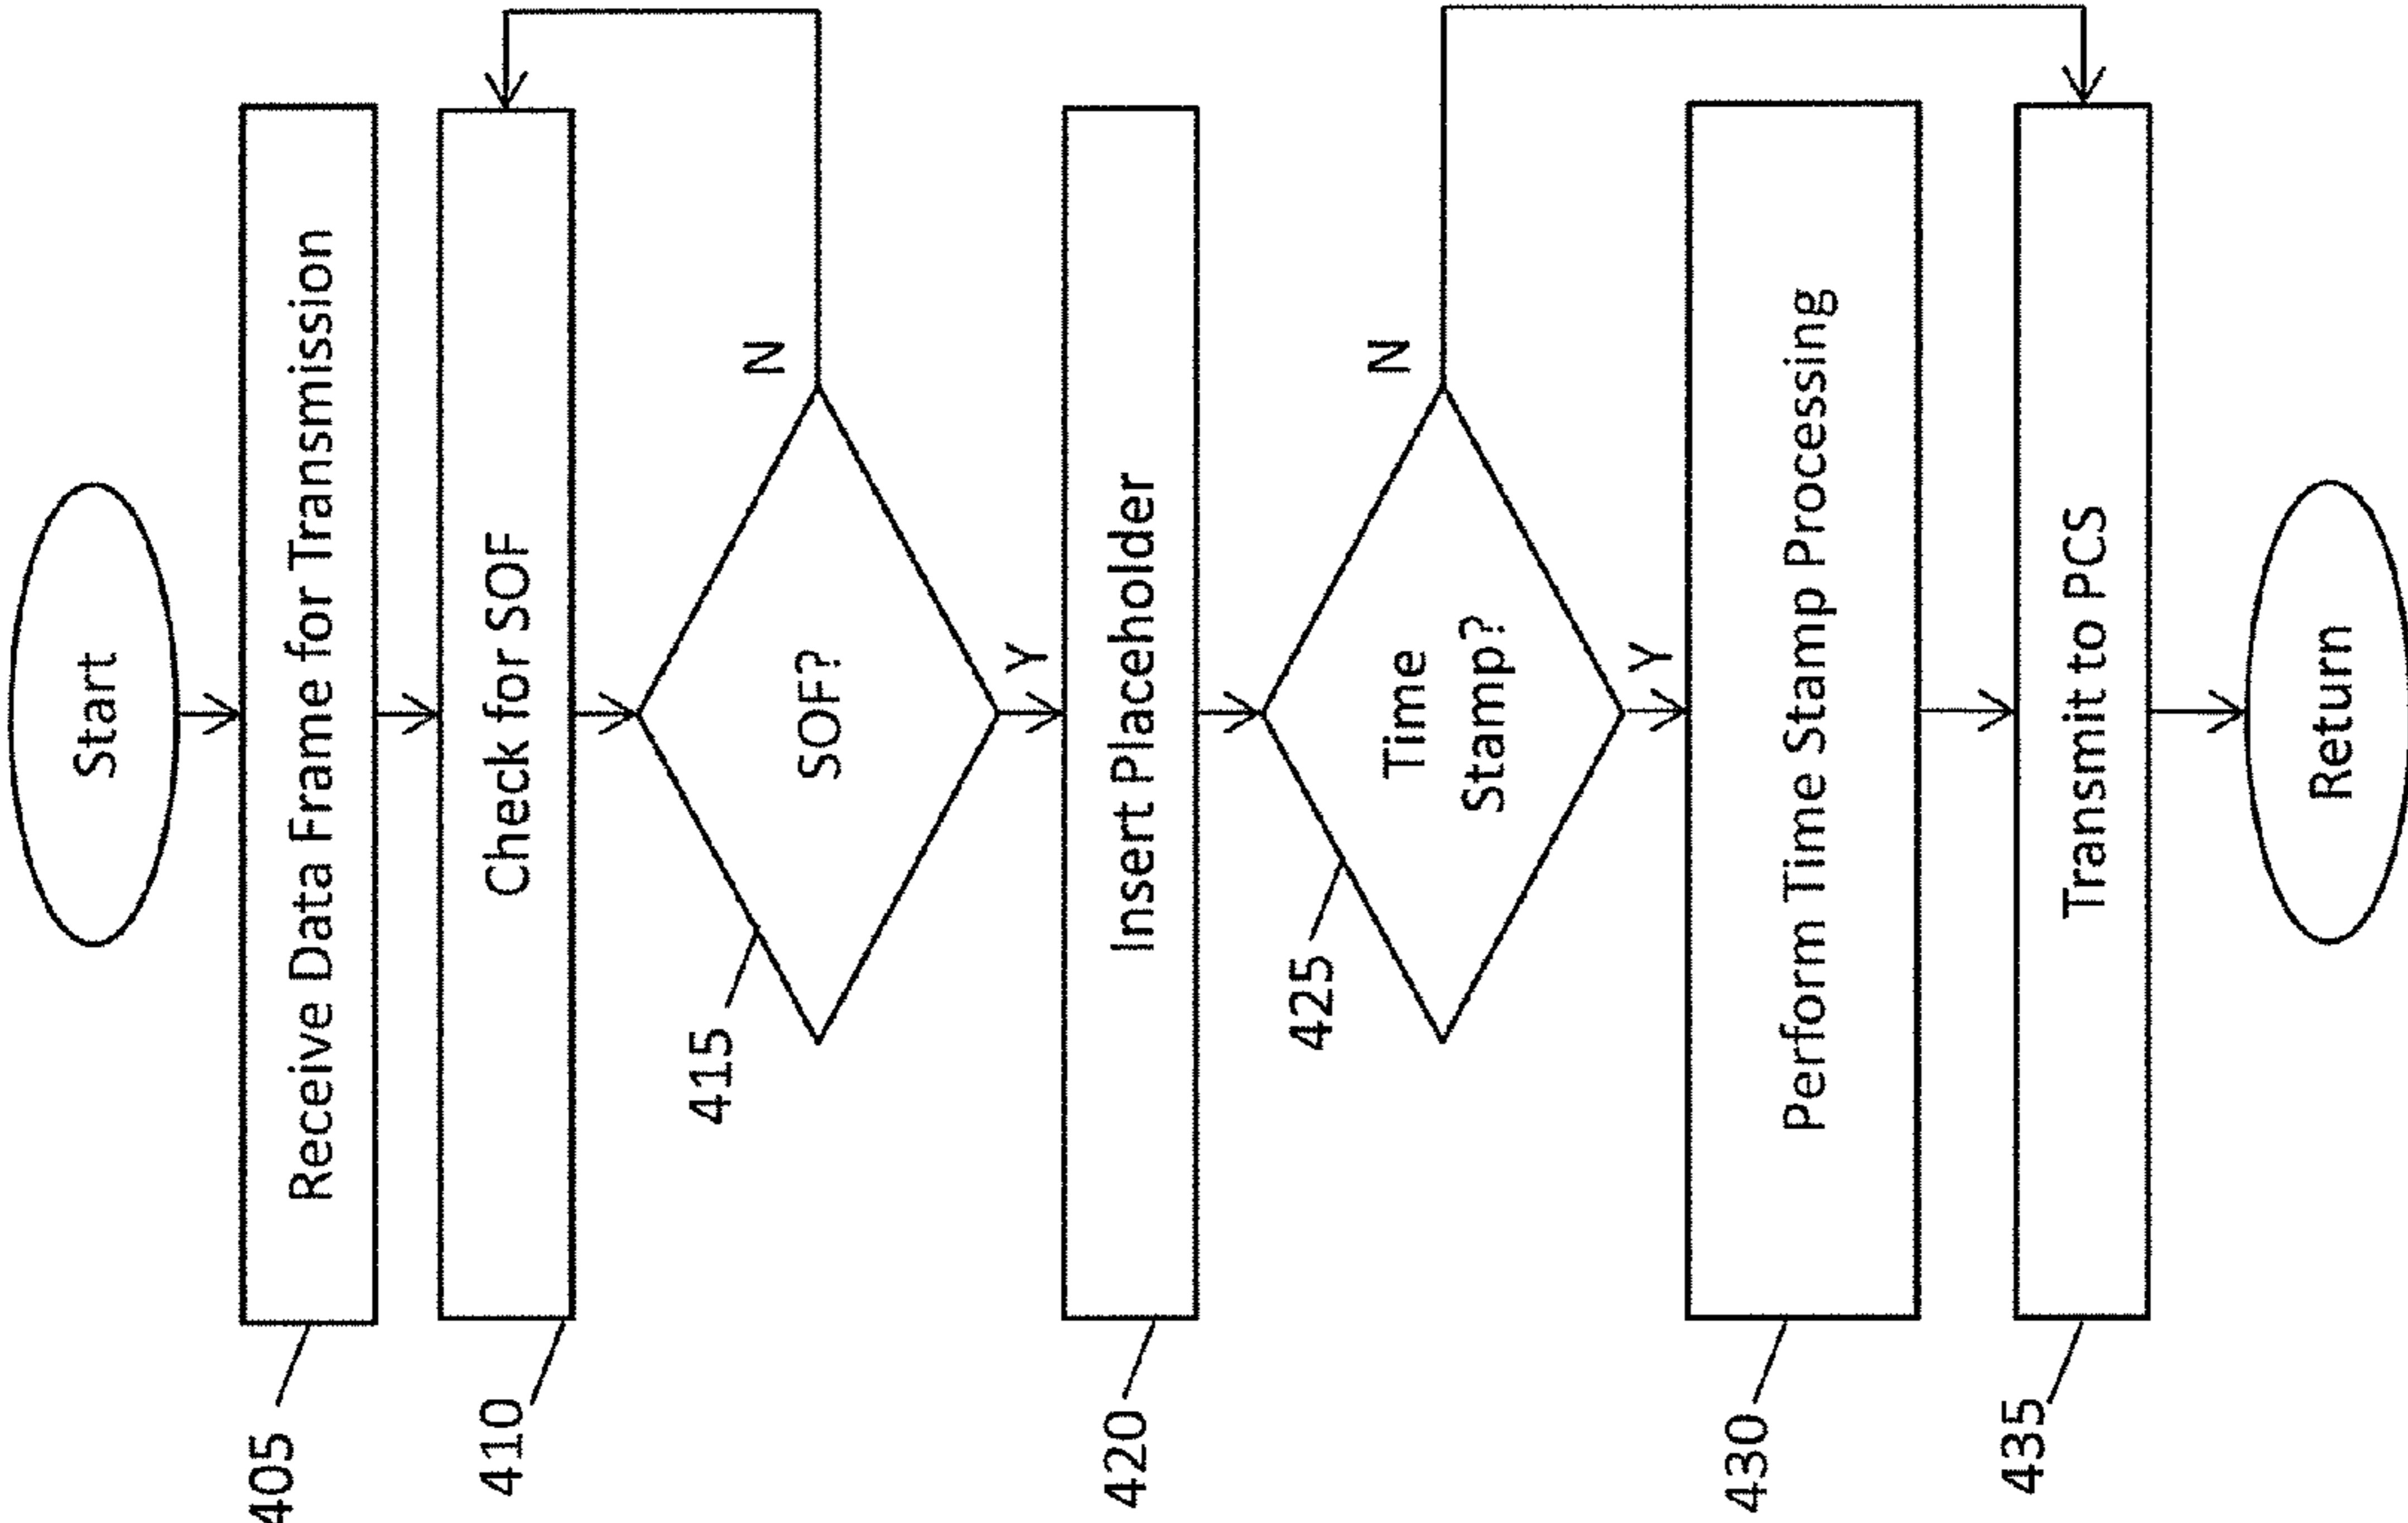 Start
405
Receive Data Frame for Transmission
410
Check for SOF
415
SOF?
N
Y
420
Insert Placeholder
425
Time
Stamp?
N
Y
430
Perform Time Stamp Processing
435
Transmit to PCS
Return